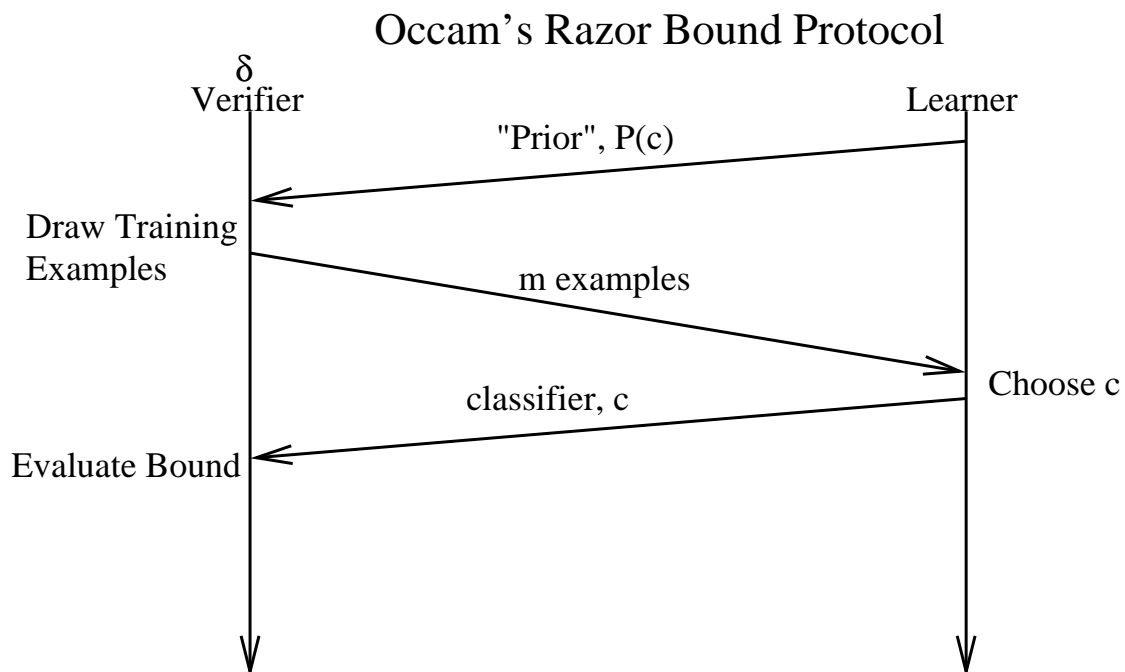 Occam's Razor Bound Protocol
δ
Verifier
Learner
"Prior", P(c)
Draw Training
Examples
m examples
Choose c
classifier, c
Evaluate Bound